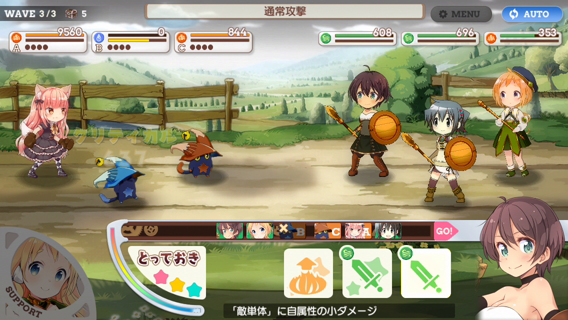 WAVE 3/3 5
通常攻撃
MENU
AUTO
9560
A
0
B
844
C
608
696
353
B C A GO!
とっておき
SUPPORT
「敵単体」に自属性の小ダメージ